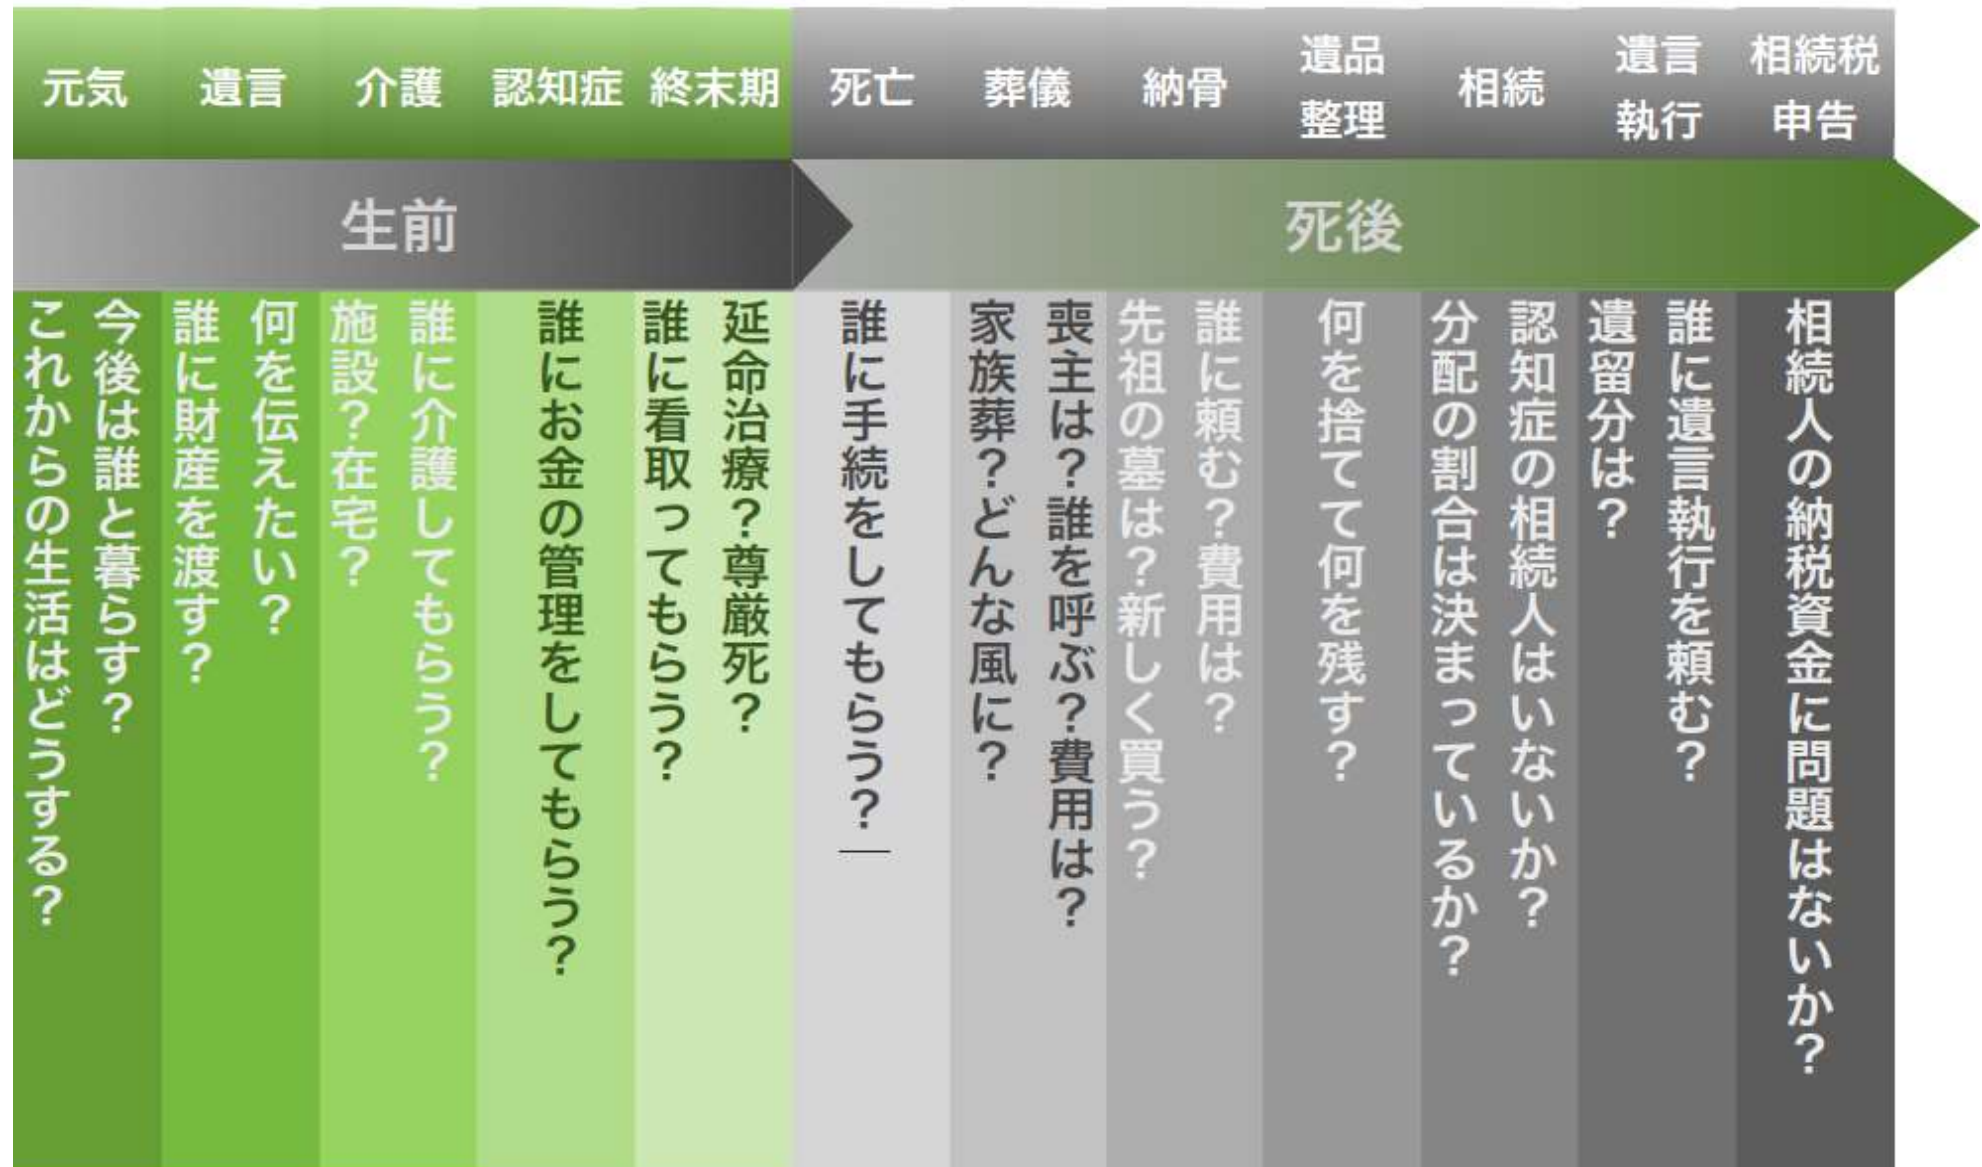 元気
遺言
介護
認知症
終末期
死亡
葬儀
納骨
遺品
整理
相続
遺言
執行
相続税
申告
生前
死後
今後は誰と暮らす？
これからの生活はどうする？
何を伝えたい？
誰に財産を渡す？
誰に介護してもらう？
施設？在宅？
誰にお金の管理をしてもらう？
延命治療？尊厳死？
誰に看取ってもらう？
誰に手続をしてもらう？
喪主は？誰を呼ぶ？費用は？
家族葬？どんな風に？
誰に頼む？費用は？
先祖の墓は？新しく買う？
何を捨てて何を残す？
認知症の相続人はいないか？
分配の割合は決まっているか？
誰に遺言執行を頼む？
遺留分は？
相続人の納税資金に問題はないか？